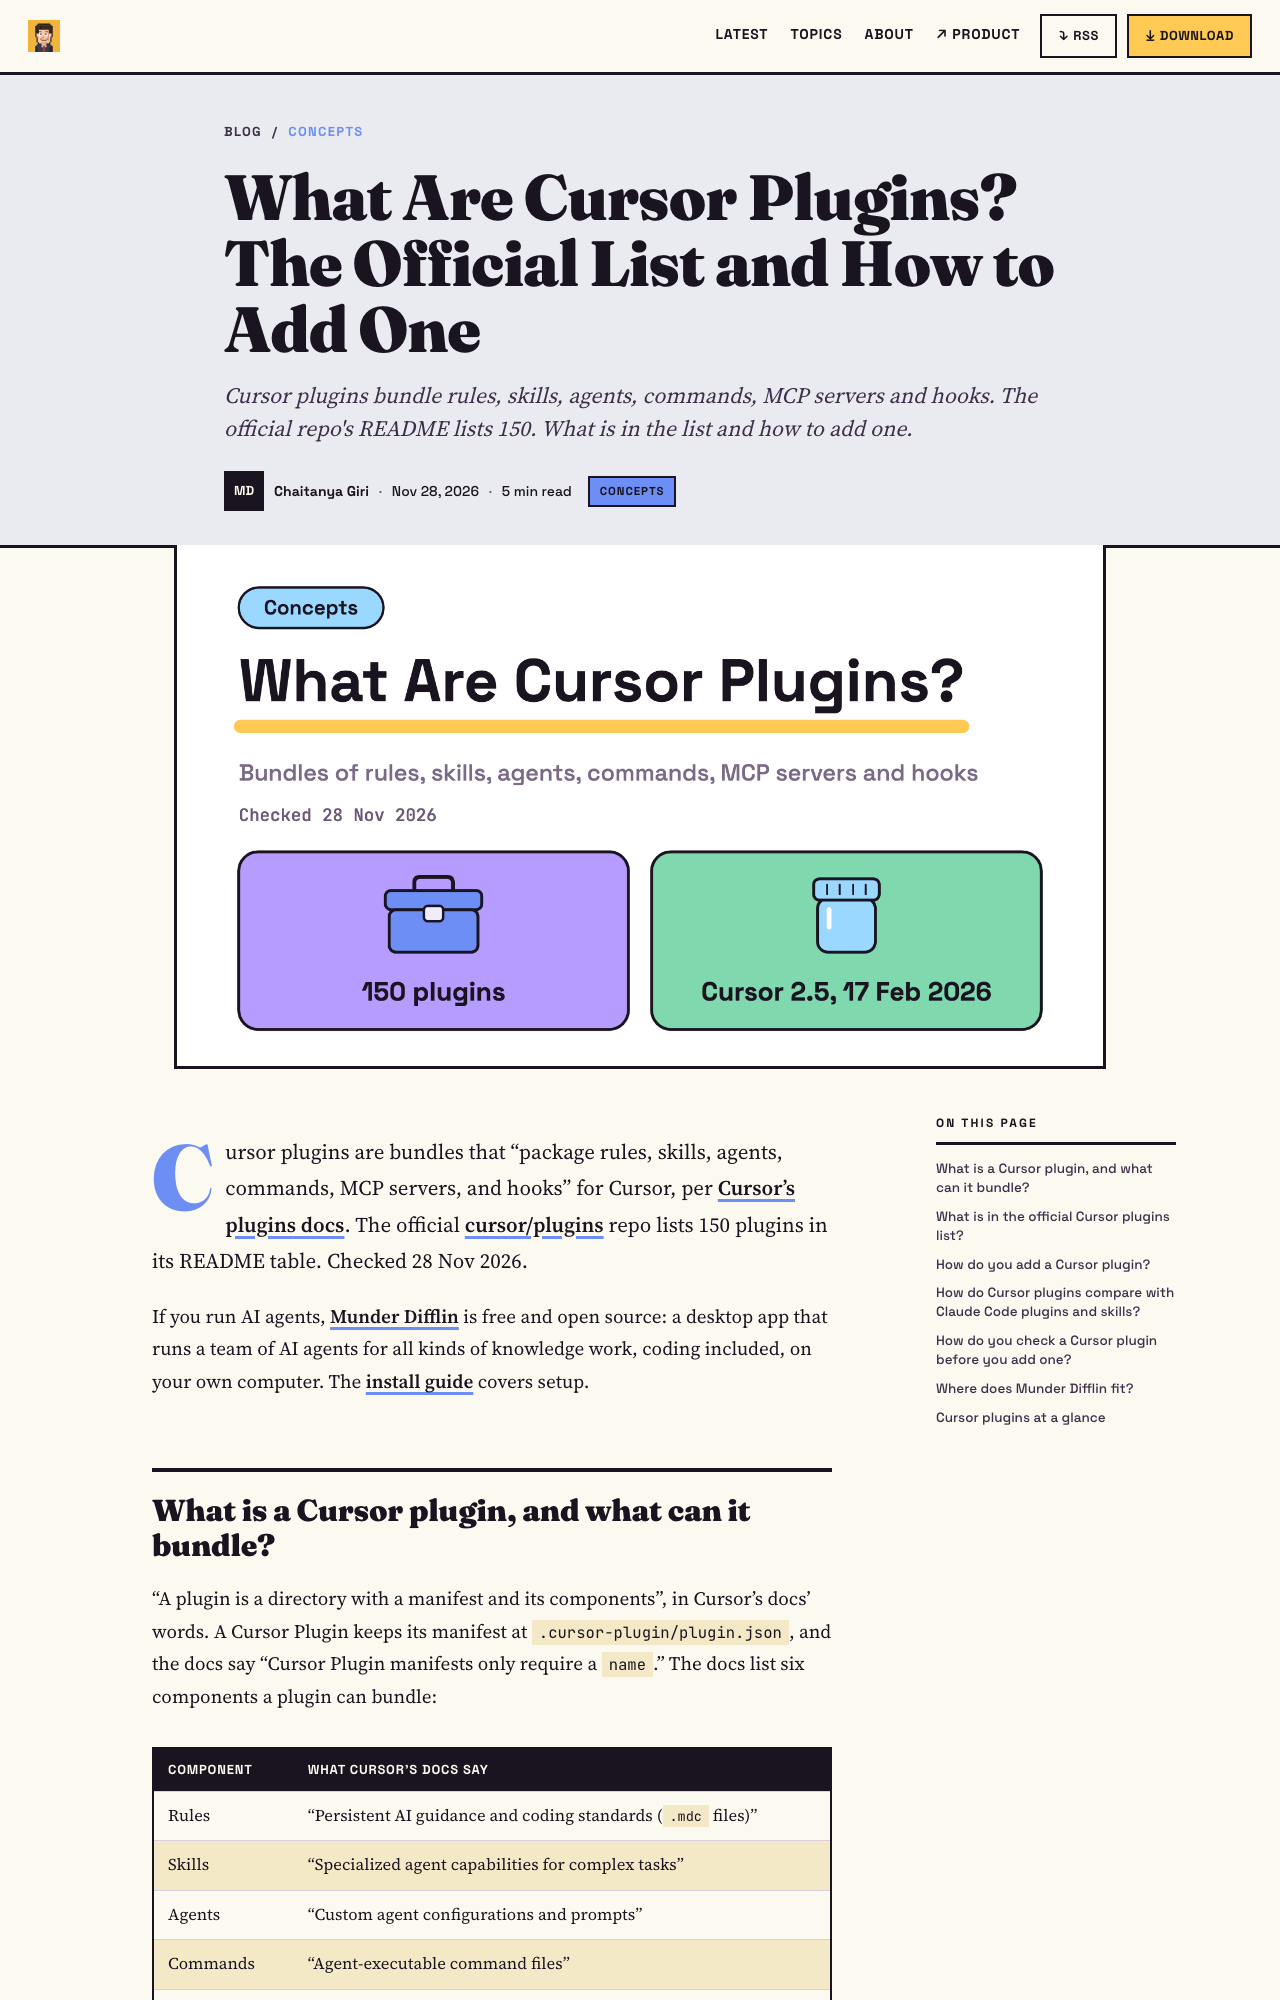 LATEST TOPICS ABOUT ↗ PRODUCT ⤵ RSS ⤓ DOWNLOAD
BLOG / CONCEPTS
What Are Cursor Plugins?
The Official List and How to
Add One
Cursor plugins bundle rules, skills, agents, commands, MCP servers and hooks. The
official repo's README lists 150. What is in the list and how to add one.
MD Chaitanya Giri · Nov 28, 2026 · 5 min read CONCEPTS
Concepts
What Are Cursor Plugins?
Bundles of rules, skills, agents, commands, MCP servers and hooks
Checked 28 Nov 2026
150 plugins
Cursor 2.5, 17 Feb 2026
Cursor plugins are bundles that “package rules, skills, agents,
commands, MCP servers, and hooks” for Cursor, per Cursor’s
plugins docs. The official cursor/plugins repo lists 150 plugins in
its README table. Checked 28 Nov 2026.
If you run AI agents, Munder Difflin is free and open source: a desktop app that
runs a team of AI agents for all kinds of knowledge work, coding included, on
your own computer. The install guide covers setup.
ON THIS PAGE
What is a Cursor plugin, and what
can it bundle?
What is in the official Cursor plugins
list?
How do you add a Cursor plugin?
How do Cursor plugins compare with
Claude Code plugins and skills?
How do you check a Cursor plugin
before you add one?
Where does Munder Difflin fit?
Cursor plugins at a glance
What is a Cursor plugin, and what can it
bundle?
“A plugin is a directory with a manifest and its components”, in Cursor’s docs’
words. A Cursor Plugin keeps its manifest at .cursor-plugin/plugin.json, and
the docs say “Cursor Plugin manifests only require a name.” The docs list six
components a plugin can bundle:
COMPONENT WHAT CURSOR’S DOCS SAY
Rules “Persistent AI guidance and coding standards (.mdc files)”
Skills “Specialized agent capabilities for complex tasks”
Agents “Custom agent configurations and prompts”
Commands “Agent-executable command files”